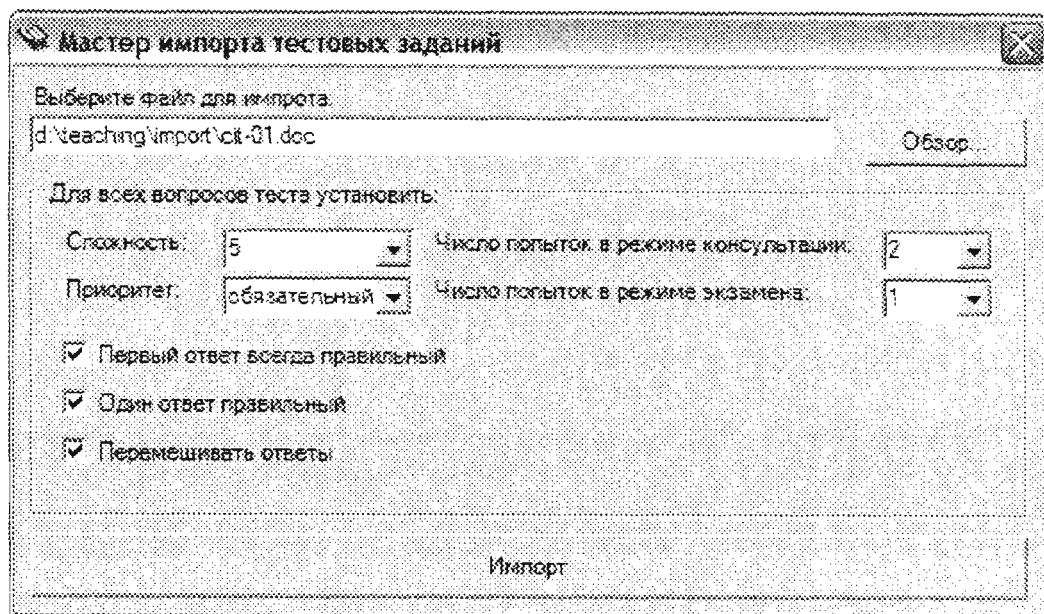 Мастер импорта тестовых заданий
Выберите файл для импрота:
d:\teaching\import\cit-01.doc
Обзор...
Для всех вопросов теста установить:
Сложность: 5 Число попыток в режиме консультации: 2
Приоритет: обязательный Число попыток в режиме экзамена: 1
Первый ответ всегда правильный
Один ответ правильный
Перемешивать ответы
Импорт